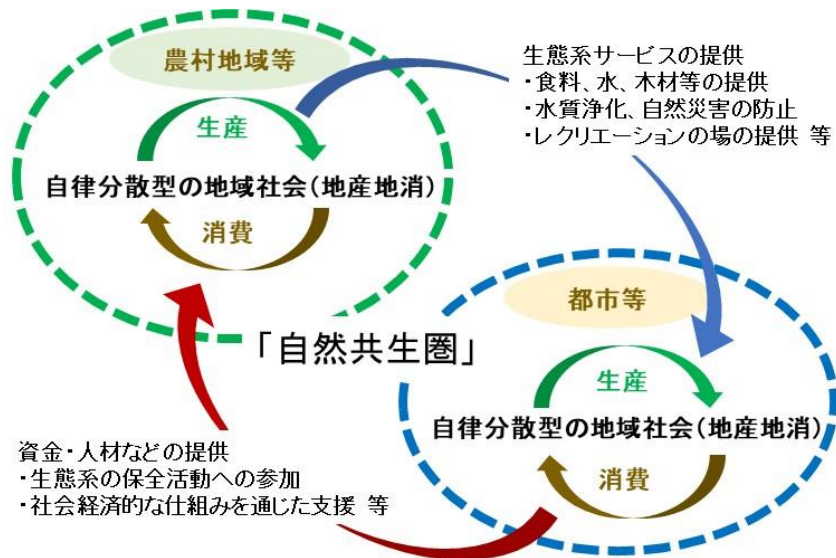 農村地域等
生産
自律分散型の地域社会(地産地消)
消費
生態系サービスの提供
・食料、水、木材等の提供
・水質浄化、自然災害の防止
・レクリエーションの場の提供 等
「自然共生圏」
都市等
生産
自律分散型の地域社会(地産地消)
消費
資金・人材などの提供
・生態系の保全活動への参加
・社会経済的な仕組みを通じた支援 等